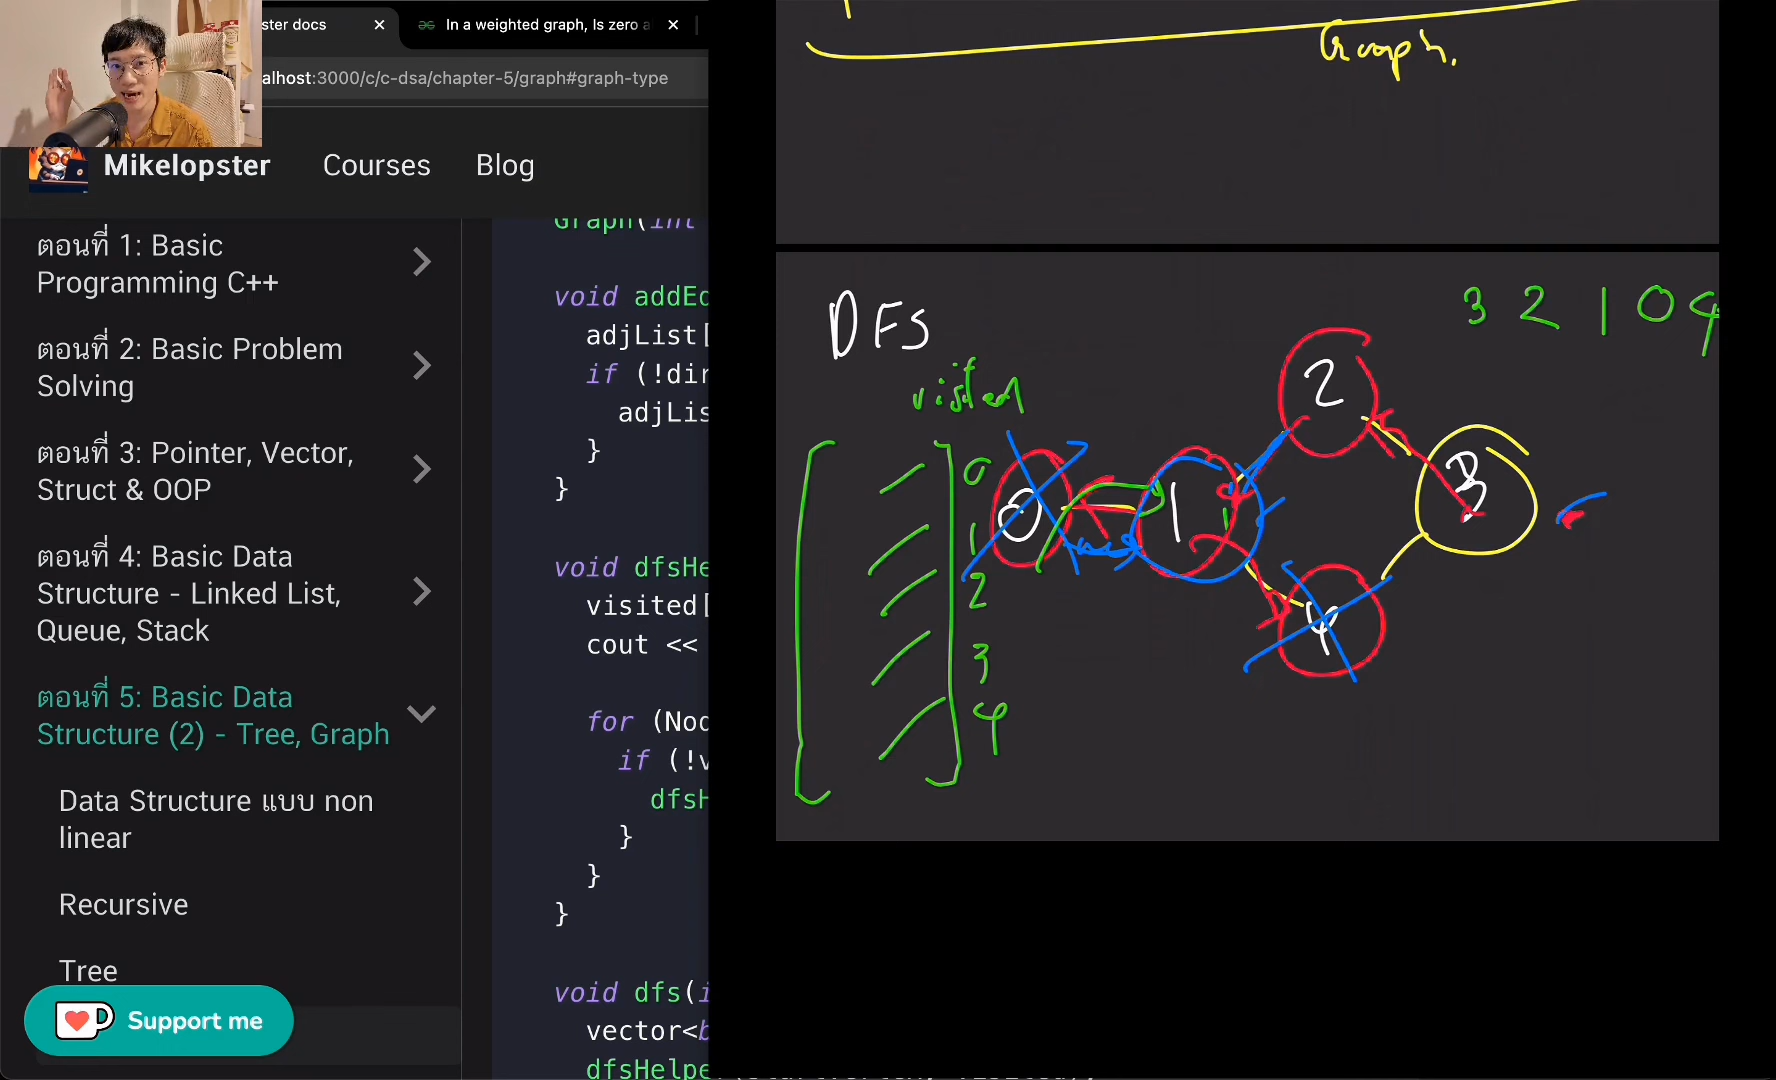 ster docs
In a weighted graph, Is zero a
alhost:3000/c/c-dsa/chapter-5/graph#graph-type
Mikelopster
Courses
Blog
ตอนที่ 1: Basic
Programming C++
ตอนที่ 2: Basic Problem
Solving
ตอนที่ 3: Pointer, Vector,
Struct & OOP
ตอนที่ 4: Basic Data
Structure - Linked List,
Queue, Stack
ตอนที่ 5: Basic Data
Structure (2) - Tree, Graph
Data Structure แบบ non
linear
Recursive
Tree
Support me
Graph(int
void addEd
adjList[
if (!dir
adjLis
}
}
void dfsHe
visited[
cout <<
for (Nod
if (!v
dfsH
}
}
}
void dfs(i
vector<b
dfsHelpe
Graph.
DFS
3 2 1 0 4
visited
0
1
2
3
4
0
1
2
3
4